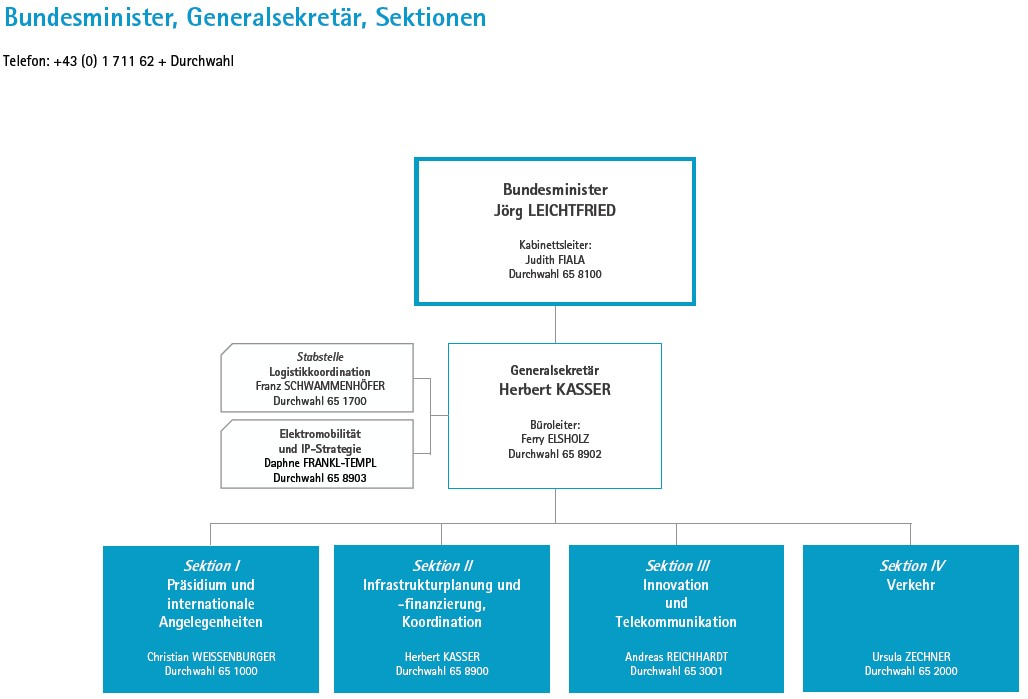 Bundesminister, Generalsekretär, Sektionen
Telefon: +43 (0) 1 711 62 + Durchwahl
Bundesminister
Jörg LEICHTFRIED
Kabinettsleiter:
Judith FIALA
Durchwahl 65 8100
Stabstelle
Logistikkoordination
Franz SCHWAMMENHÖFER
Durchwahl 65 1700
Elektromobilität
und IP-Strategie
Daphne FRANKL-TEMPL
Durchwahl 65 8903
Generalsekretär
Herbert KASSER
Büroleiter:
Ferry ELSHOLZ
Durchwahl 65 8902
Sektion I
Präsidium und
internationale
Angelegenheiten
Christian WEISSENBURGER
Durchwahl 65 1000
Sektion II
Infrastrukturplanung und
-finanzierung,
Koordination
Herbert KASSER
Durchwahl 65 8900
Sektion III
Innovation
und
Telekommunikation
Andreas REICHHARDT
Durchwahl 65 3001
Sektion IV
Verkehr
Ursula ZECHNER
Durchwahl 65 2000